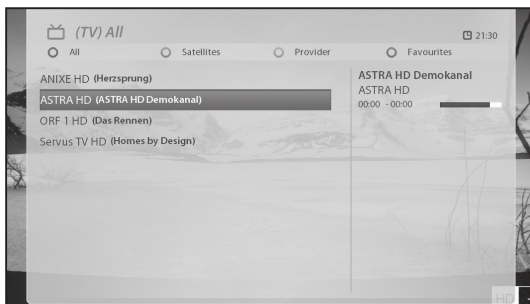 (TV) All
21:30
All Satellites Provider Favourites
ANIXE HD (Herzsprung)
ASTRA HD (ASTRA HD Demokanal)
ORF 1 HD (Das Rennen)
Servus TV HD (Homes by Design)
ASTRA HD Demokanal
ASTRA HD
00:00 - 00:00
HD